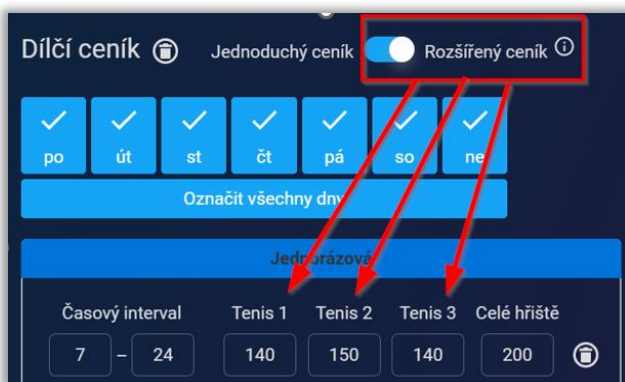 Dílčí ceník Jednoduchý ceník Rozšířený ceník
po út st čt pá so ne
Označit všechny dny
Jednorázová
Časový interval Tenis 1 Tenis 2 Tenis 3 Celé hřiště
7 – 24 140 150 140 200